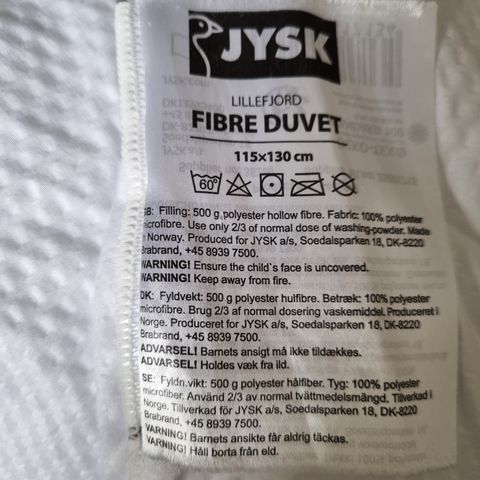 JYSK
LILLEFJORD
FIBRE DUVET
115×130 cm
60°
GB: Filling: 500 g polyester hollow fibre. Fabric: 100% polyester
microfibre. Use only 2/3 of normal dose of washing-powder. Made
in Norway. Produced for JYSK a/s, Soedalsparken 18, DK-8220
Brabrand, +45 8939 7500.
WARNING! Ensure the child`s face is uncovered.
WARNING! Keep away from fire.
DK: Fyldvekt: 500 g polyester hulfibre. Betræk: 100% polyester
microfibre. Brug 2/3 af normal dosering vaskemiddel. Produceret i
Norge. Produceret for JYSK a/s, Soedalsparken 18, DK-8220
Brabrand, +45 8939 7500.
ADVARSEL! Barnets ansigt må ikke tildækkes.
ADVARSEL! Holdes væk fra ild.
SE: Fyldn.vikt: 500 g polyester hålfiber. Tyg: 100% polyester
microfiber. Använd 2/3 af normal tvättmedelsmängd. Tillverkad i
Norge. Tillverkad för JYSK a/s, Soedalsparken 18, DK-8220
Brabrand, +45 8939 7500.
VARNING! Barnets ansikte får aldrig täckas.
VARNING! Håll borta från eld.